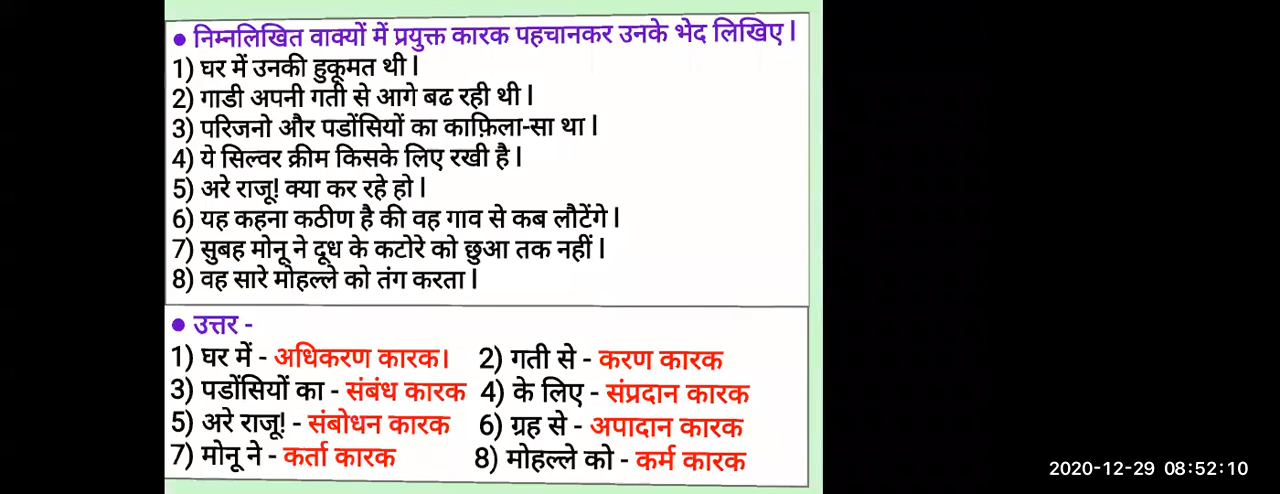 ● निम्नलिखित वाक्यों में प्रयुक्त कारक पहचानकर उनके भेद लिखिए |
1) घर में उनकी हुकूमत थी |
2) गाडी अपनी गती से आगे बढ रही थी |
3) परिजनो और पडोंसियों का काफ़िला-सा था |
4) ये सिल्वर क्रीम किसके लिए रखी है |
5) अरे राजू! क्या कर रहे हो |
6) यह कहना कठीण है की वह गाव से कब लौटेंगे |
7) सुबह मोनू ने दूध के कटोरे को छुआ तक नहीं |
8) वह सारे मोहल्ले को तंग करता |
● उत्तर -
1) घर में - अधिकरण कारक। 2) गती से - करण कारक
3) पडोंसियों का - संबंध कारक 4) के लिए - संप्रदान कारक
5) अरे राजू! - संबोधन कारक 6) ग्रह से - अपादान कारक
7) मोनू ने - कर्ता कारक 8) मोहल्ले को - कर्म कारक
2020-12-29 08:52:10